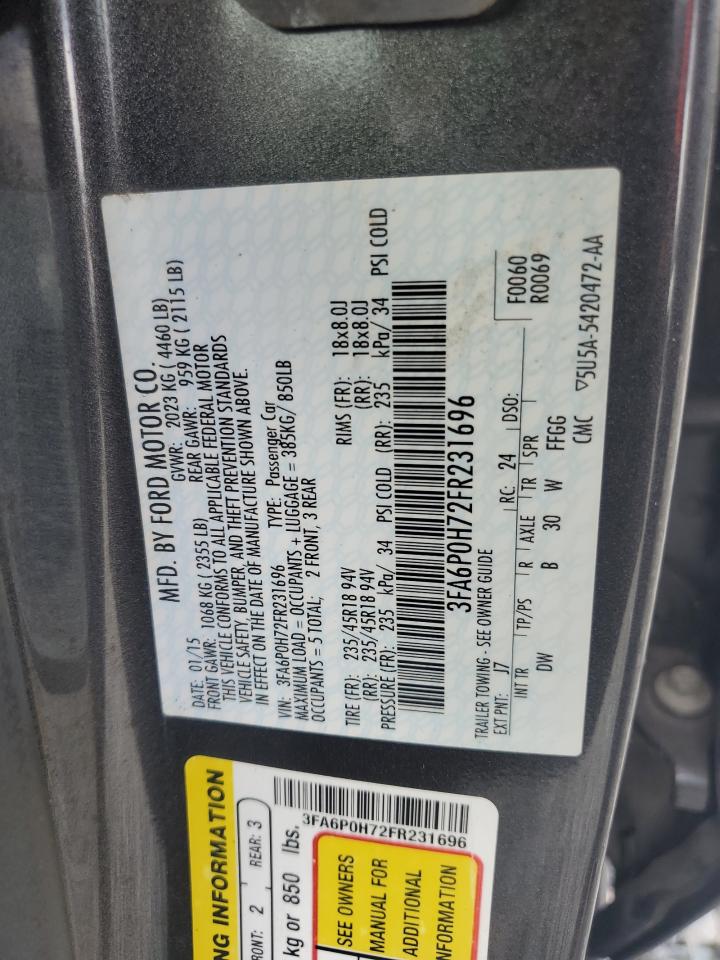 MFD. BY FORD MOTOR CO.
DATE: 07/15 GVWR: 2023 KG ( 4460 LB)
FRONT GAWR: 1068 KG ( 2355 LB) REAR GAWR: 959 KG ( 2115 LB)
THIS VEHICLE CONFORMS TO ALL APPLICABLE FEDERAL MOTOR
VEHICLE SAFETY, BUMPER, AND THEFT PREVENTION STANDARDS
IN EFFECT ON THE DATE OF MANUFACTURE SHOWN ABOVE.
VIN: 3FA6P0H72FR231696 TYPE: Passenger Car
MAXIMUM LOAD = OCCUPANTS + LUGGAGE = 385KG/ 850LB
OCCUPANTS = 5 TOTAL; 2 FRONT, 3 REAR
TIRE (FR): 235/45R18 94V RIMS (FR): 18x8.0J
(RR): 235/45R18 94V (RR): 18x8.0J
PRESSURE (FR): 235 kPa/ 34 PSI COLD (RR): 235 kPa/ 34 PSI COLD
3FA6P0H72FR231696
TRAILER TOWING - SEE OWNER GUIDE
EXT PNT: J7 RC: 24 DSO: F0060
R0069
INT TR TP/PS R AXLE TR SPR
DW B 30 W FFGG
CMC ▽5U5A-5420472-AA
NG INFORMATION
FRONT: 2 REAR: 3
kg or 850 lbs.
3FA6P0H72FR231696
SEE OWNERS
MANUAL FOR
ADDITIONAL
INFORMATION